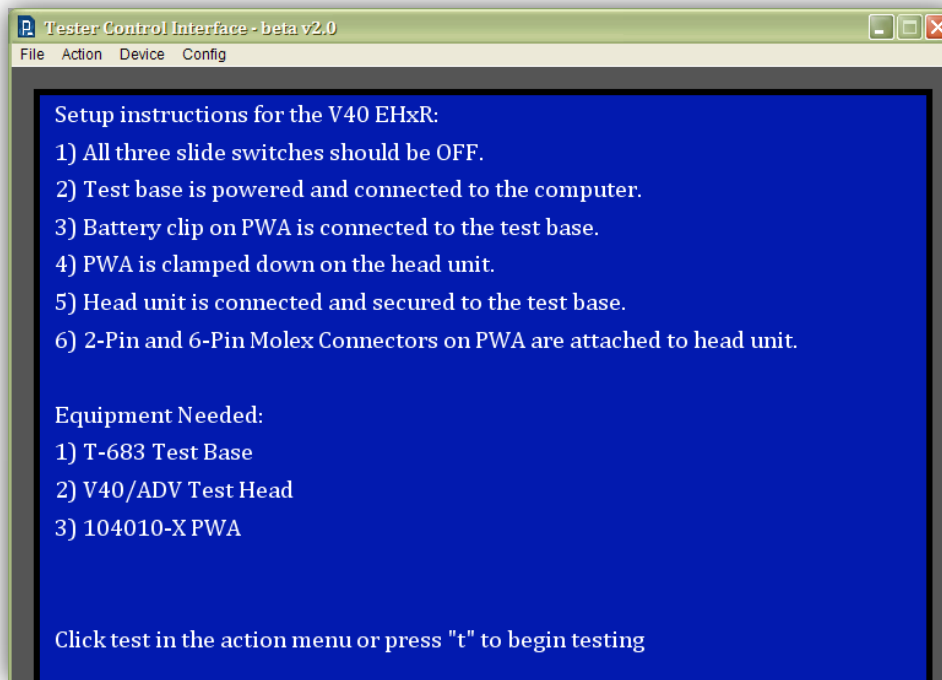 Tester Control Interface - beta v2.0
File Action Device Config
Setup instructions for the V40 EHxR:
1) All three slide switches should be OFF.
2) Test base is powered and connected to the computer.
3) Battery clip on PWA is connected to the test base.
4) PWA is clamped down on the head unit.
5) Head unit is connected and secured to the test base.
6) 2-Pin and 6-Pin Molex Connectors on PWA are attached to head unit.
Equipment Needed:
1) T-683 Test Base
2) V40/ADV Test Head
3) 104010-X PWA
Click test in the action menu or press "t" to begin testing